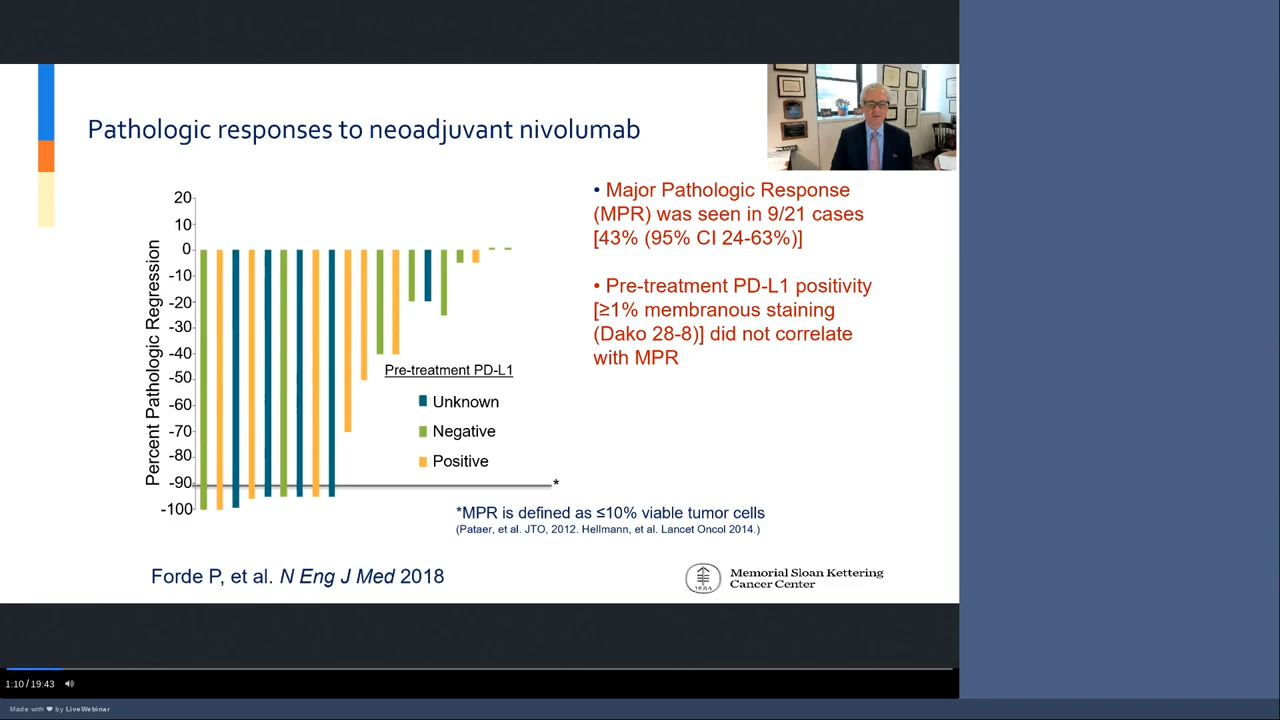 Pathologic responses to neoadjuvant nivolumab
20
10
0
-10
-20
-30
-40
-50
-60
-70
-80
-90
-100
Percent Pathologic Regression
Pre-treatment PD-L1
Unknown
Negative
Positive
*
*MPR is defined as ≤10% viable tumor cells
(Pataer, et al. JTO, 2012. Hellmann, et al. Lancet Oncol 2014.)
• Major Pathologic Response
(MPR) was seen in 9/21 cases
[43% (95% CI 24-63%)]
• Pre-treatment PD-L1 positivity
[≥1% membranous staining
(Dako 28-8)] did not correlate
with MPR
Forde P, et al. N Eng J Med 2018
1884
Memorial Sloan Kettering
Cancer Center
1:10 / 19:43
Made with ❤ by LiveWebinar